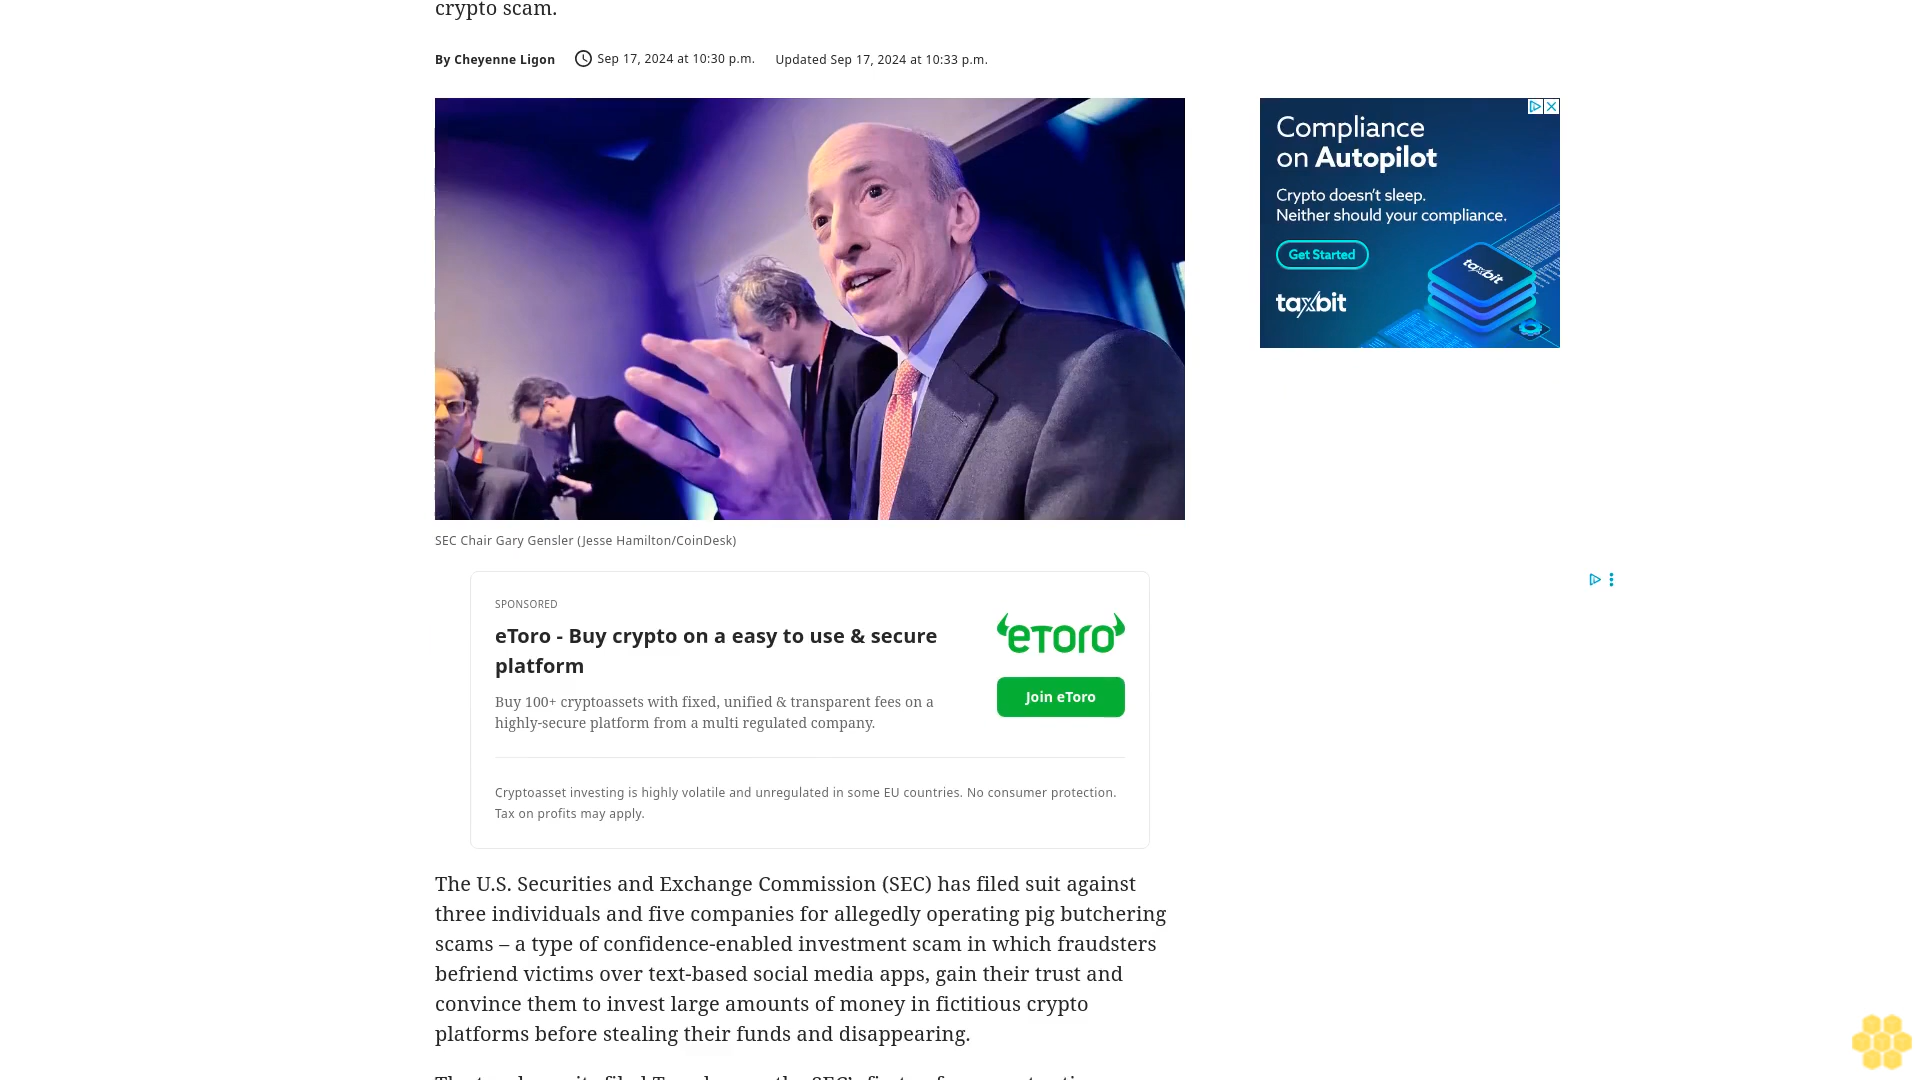 crypto scam.
By Cheyenne Ligon
Sep 17, 2024 at 10:30 p.m.
Updated Sep 17, 2024 at 10:33 p.m.
Compliance
on Autopilot
Crypto doesn't sleep.
Neither should your compliance.
Get Started
taxbit
taxbit
SEC Chair Gary Gensler (Jesse Hamilton/CoinDesk)
SPONSORED
eToro - Buy crypto on a easy to use & secure
platform
Buy 100+ cryptoassets with fixed, unified & transparent fees on a
highly-secure platform from a multi regulated company.
eToro
Join eToro
Cryptoasset investing is highly volatile and unregulated in some EU countries. No consumer protection.
Tax on profits may apply.
The U.S. Securities and Exchange Commission (SEC) has filed suit against
three individuals and five companies for allegedly operating pig butchering
scams – a type of confidence-enabled investment scam in which fraudsters
befriend victims over text-based social media apps, gain their trust and
convince them to invest large amounts of money in fictitious crypto
platforms before stealing their funds and disappearing.